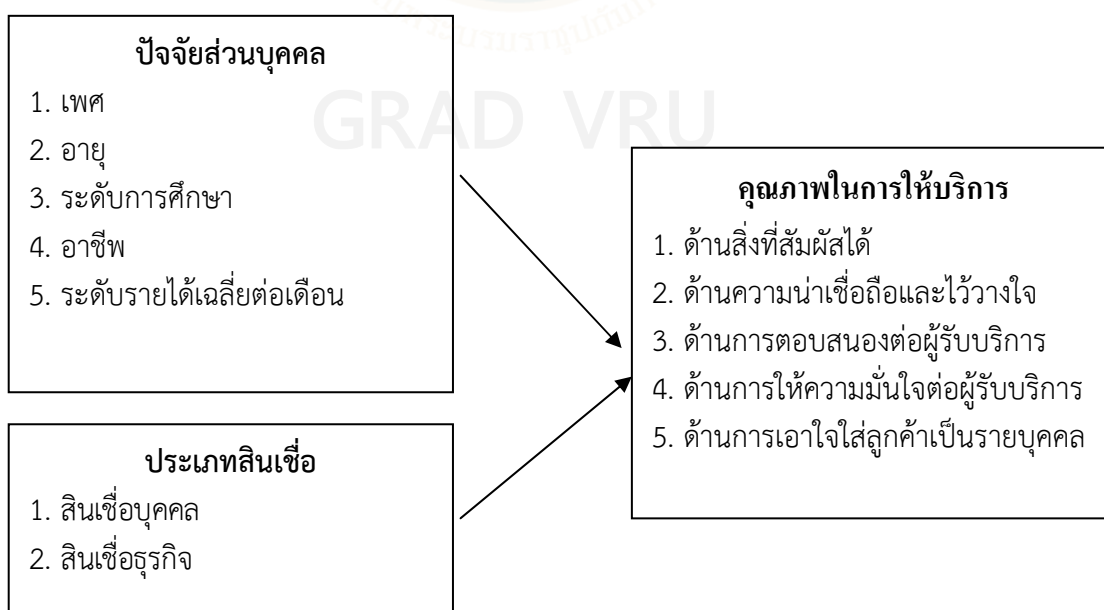 ปัจจัยส่วนบุคคล
1. เพศ
2. อายุ
3. ระดับการศึกษา
4. อาชีพ
5. ระดับรายได้เฉลี่ยต่อเดือน
ประเภทสินเชื่อ
1. สินเชื่อบุคคล
2. สินเชื่อธุรกิจ
คุณภาพในการให้บริการ
1. ด้านสิ่งที่สัมผัสได้
2. ด้านความน่าเชื่อถือและไว้วางใจ
3. ด้านการตอบสนองต่อผู้รับบริการ
4. ด้านการให้ความมั่นใจต่อผู้รับบริการ
5. ด้านการเอาใจใส่ลูกค้าเป็นรายบุคคล
GRAD VRU